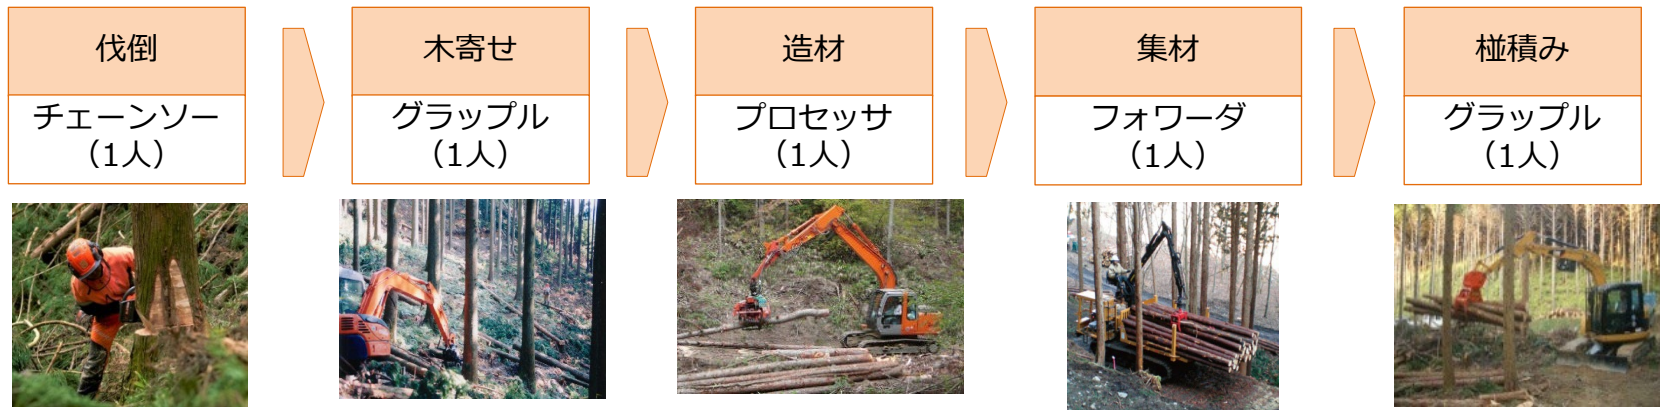 伐倒
チェーンソー
（1人）
木寄せ
グラップル
（1人）
造材
プロセッサ
（1人）
集材
フォワーダ
（1人）
椪積み
グラップル
（1人）